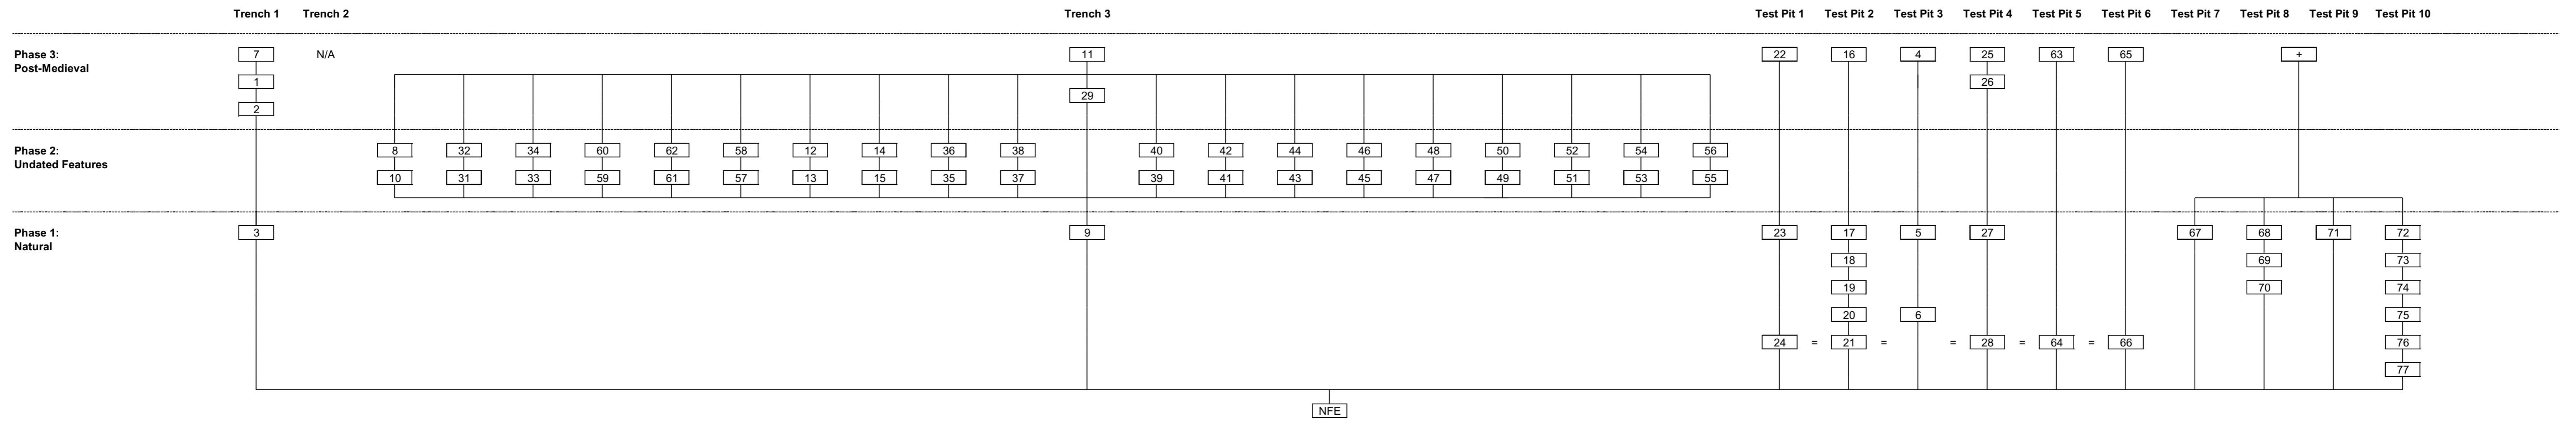 Trench 1 Trench 2 Trench 3 Test Pit 1 Test Pit 2 Test Pit 3 Test Pit 4 Test Pit 5 Test Pit 6 Test Pit 7 Test Pit 8 Test Pit 9 Test Pit 10
Phase 3: 7 N/A 11 22 16 4 25 63 65 +
Post-Medieval
1 26
29
2
Phase 2: 8 32 34 60 62 58 12 14 36 38 40 42 44 46 48 50 52 54 56
Undated Features
10 31 33 59 61 57 13 15 35 37 39 41 43 45 47 49 51 53 55
Phase 1: 3 9 23 17 5 27 67 68 71 72
Natural
18 69 73
19 70 74
20 6 75
24 = 21 = = 28 = 64 = 66 76
77
NFE